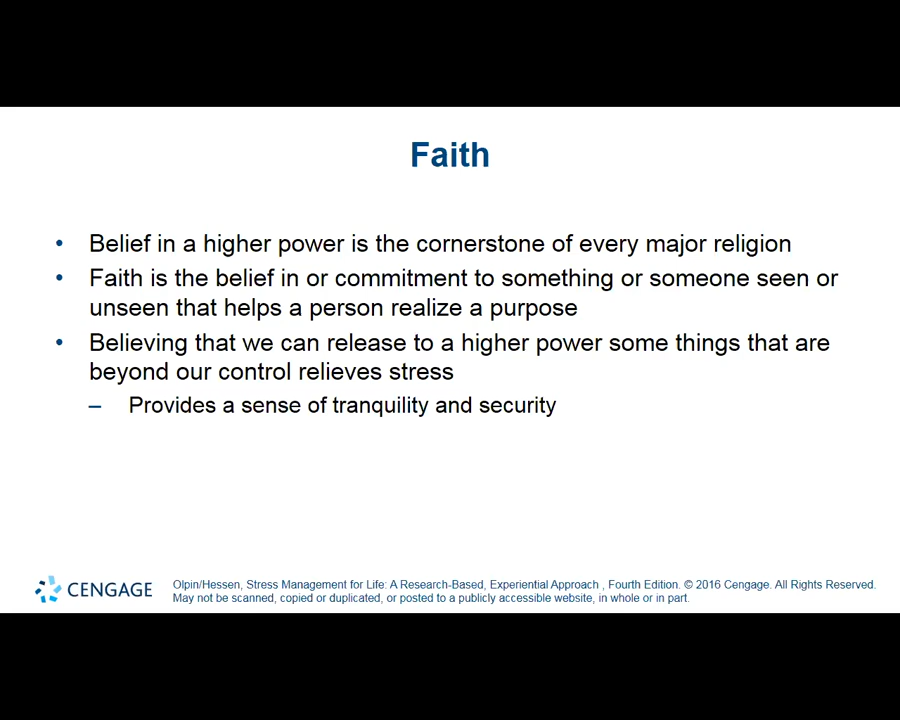 Faith
• Belief in a higher power is the cornerstone of every major religion
• Faith is the belief in or commitment to something or someone seen or
unseen that helps a person realize a purpose
• Believing that we can release to a higher power some things that are
beyond our control relieves stress
– Provides a sense of tranquility and security
CENGAGE
Olpin/Hessen, Stress Management for Life: A Research-Based, Experiential Approach , Fourth Edition. © 2016 Cengage. All Rights Reserved.
May not be scanned, copied or duplicated, or posted to a publicly accessible website, in whole or in part.